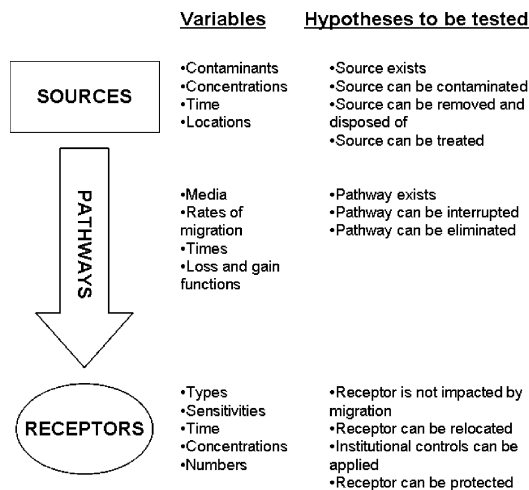 Variables
Hypotheses to be tested
SOURCES
•Contaminants
•Concentrations
•Time
•Locations
•Source exists
•Source can be contaminated
•Source can be removed and
disposed of
•Source can be treated
PATHWAYS
•Media
•Rates of
migration
•Times
•Loss and gain
functions
•Pathway exists
•Pathway can be interrupted
•Pathway can be eliminated
RECEPTORS
•Types
•Sensitivities
•Time
•Concentrations
•Numbers
•Receptor is not impacted by
migration
•Receptor can be relocated
•Institutional controls can be
applied
•Receptor can be protected